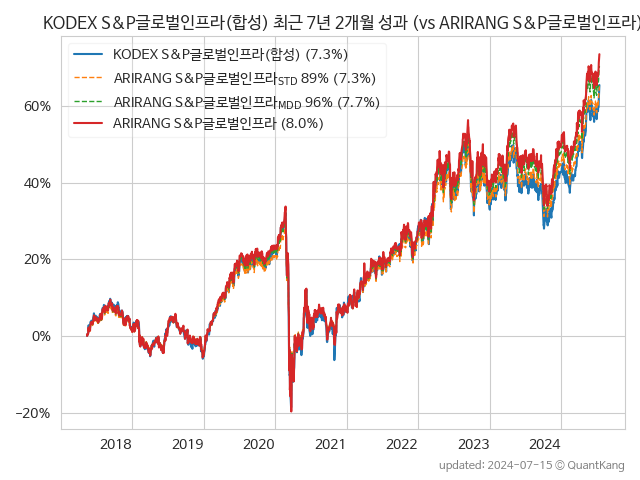 KODEX S&P글로벌인프라(합성) 최근 7년 2개월 성과 (vs ARIRANG S&P글로벌인프라)
KODEX S&P글로벌인프라(합성) (7.3%)
ARIRANG S&P글로벌인프라STD 89% (7.3%)
ARIRANG S&P글로벌인프라MDD 96% (7.7%)
ARIRANG S&P글로벌인프라 (8.0%)
60%
40%
20%
0%
−20%
2018 2019 2020 2021 2022 2023 2024
updated: 2024-07-15 © QuantKang